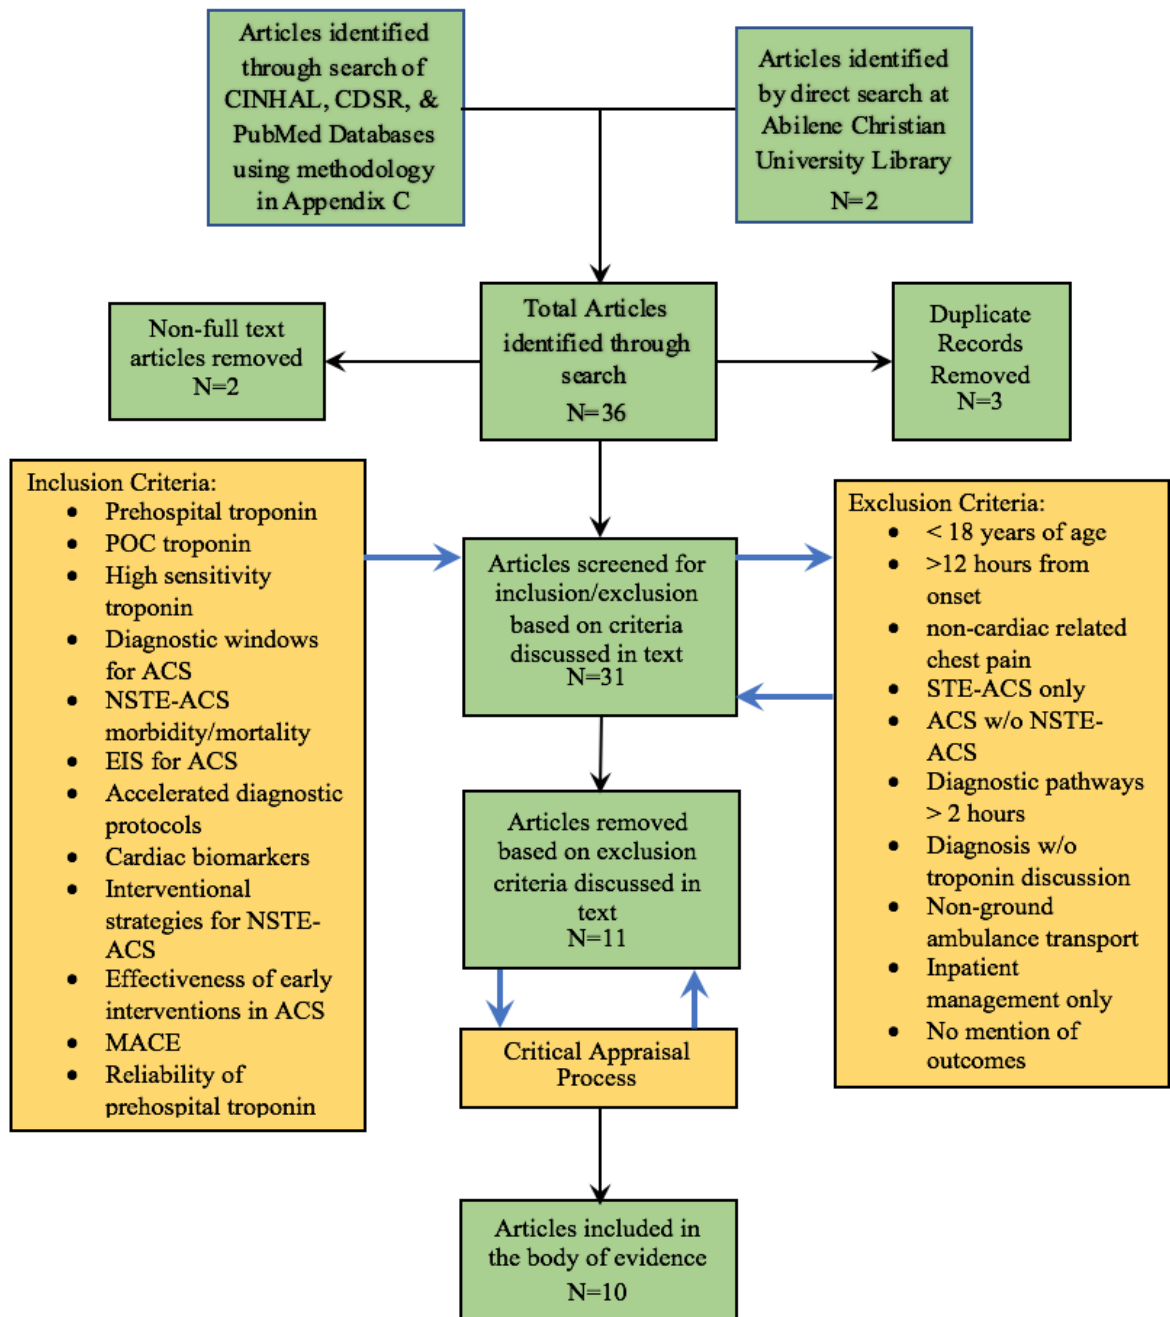 Articles identified
through search of
CINHAL, CDSR, &
PubMed Databases
using methodology
in Appendix C
Articles identified
by direct search at
Abilene Christian
University Library
N=2
Total Articles
identified through
search
N=36
Non-full text
articles removed
N=2
Duplicate
Records
Removed
N=3
Inclusion Criteria:
• Prehospital troponin
• POC troponin
• High sensitivity
troponin
• Diagnostic windows
for ACS
• NSTE-ACS
morbidity/mortality
• EIS for ACS
• Accelerated diagnostic
protocols
• Cardiac biomarkers
• Interventional
strategies for NSTE-
ACS
• Effectiveness of early
interventions in ACS
• MACE
• Reliability of
prehospital troponin
Articles screened for
inclusion/exclusion
based on criteria
discussed in text
N=31
Exclusion Criteria:
• < 18 years of age
• >12 hours from
onset
• non-cardiac related
chest pain
• STE-ACS only
• ACS w/o NSTE-
ACS
• Diagnostic pathways
> 2 hours
• Diagnosis w/o
troponin discussion
• Non-ground
ambulance transport
• Inpatient
management only
• No mention of
outcomes
Articles removed
based on exclusion
criteria discussed in
text
N=11
Critical Appraisal
Process
Articles included in
the body of evidence
N=10